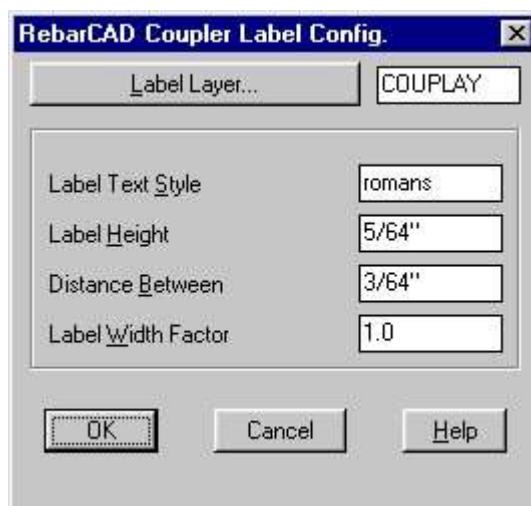 RebarCAD Coupler Label Config.
Label Layer... COUPLAY
Label Text Style romans
Label Height 5/64"
Distance Between 3/64"
Label Width Factor 1.0
OK Cancel Help